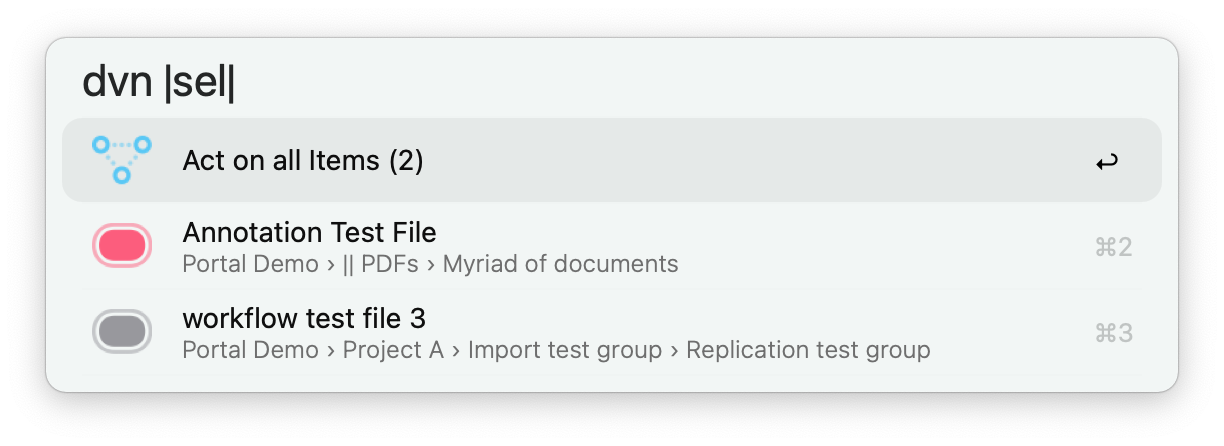 dvn |sel|
Act on all Items (2) ↩
Annotation Test File
Portal Demo › || PDFs › Myriad of documents
⌘2
workflow test file 3
Portal Demo › Project A › Import test group › Replication test group
⌘3